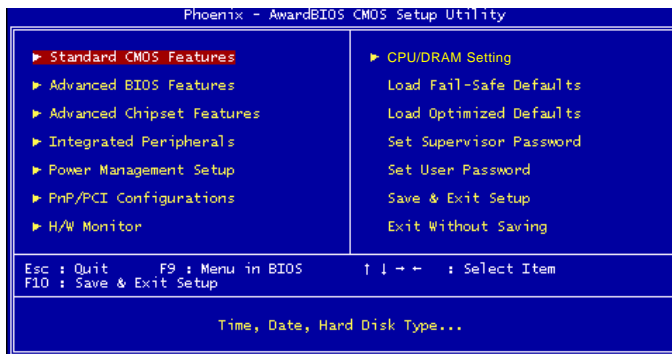 Phoenix - AwardBIOS CMOS Setup Utility
► Standard CMOS Features
► Advanced BIOS Features
► Advanced Chipset Features
► Integrated Peripherals
► Power Management Setup
► PnP/PCI Configurations
► H/W Monitor
► CPU/DRAM Setting
Load Fail-Safe Defaults
Load Optimized Defaults
Set Supervisor Password
Set User Password
Save & Exit Setup
Exit Without Saving
Esc : Quit F9 : Menu in BIOS ↑ ↓ → ← : Select Item
F10 : Save & Exit Setup
Time, Date, Hard Disk Type...